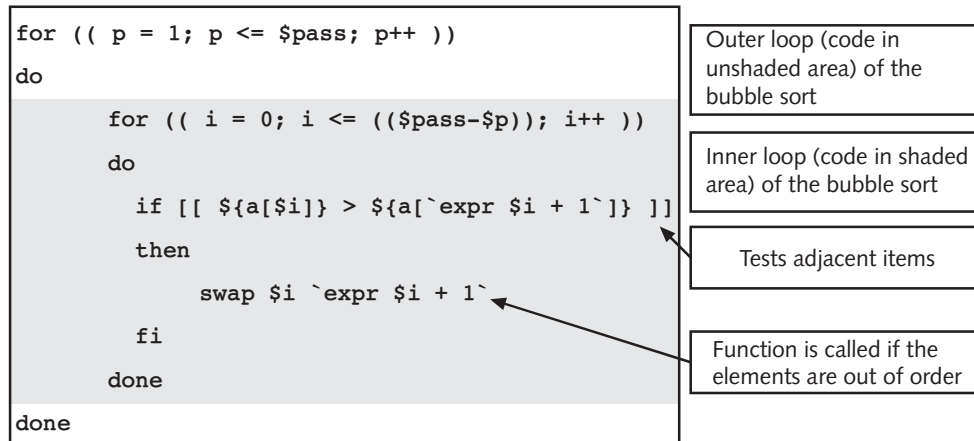 for (( p = 1; p <= $pass; p++ ))
do
for (( i = 0; i <= (($pass-$p)); i++ ))
do
if [[ ${a[$i]} > ${a[`expr $i + 1`]} ]]
then
swap $i `expr $i + 1`
fi
done
done
Outer loop (code in
unshaded area) of the
bubble sort
Inner loop (code in shaded
area) of the bubble sort
Tests adjacent items
Function is called if the
elements are out of order